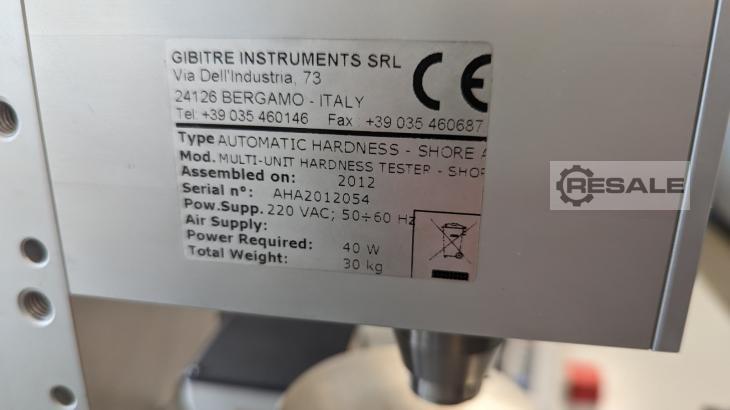 GIBITRE INSTRUMENTS SRL
Via Dell'Industria, 73
24126 BERGAMO - ITALY
Tel: +39 035 460146 Fax : +39 035 460687
CE
Type AUTOMATIC HARDNESS - SHORE A
Mod. MULTI-UNIT HARDNESS TESTER - SHOR
Assembled on: 2012
Serial n°: AHA2012054
Pow.Supp. 220 VAC; 50÷60 Hz
Air Supply:
Power Required: 40 W
Total Weight: 30 kg
RESALE